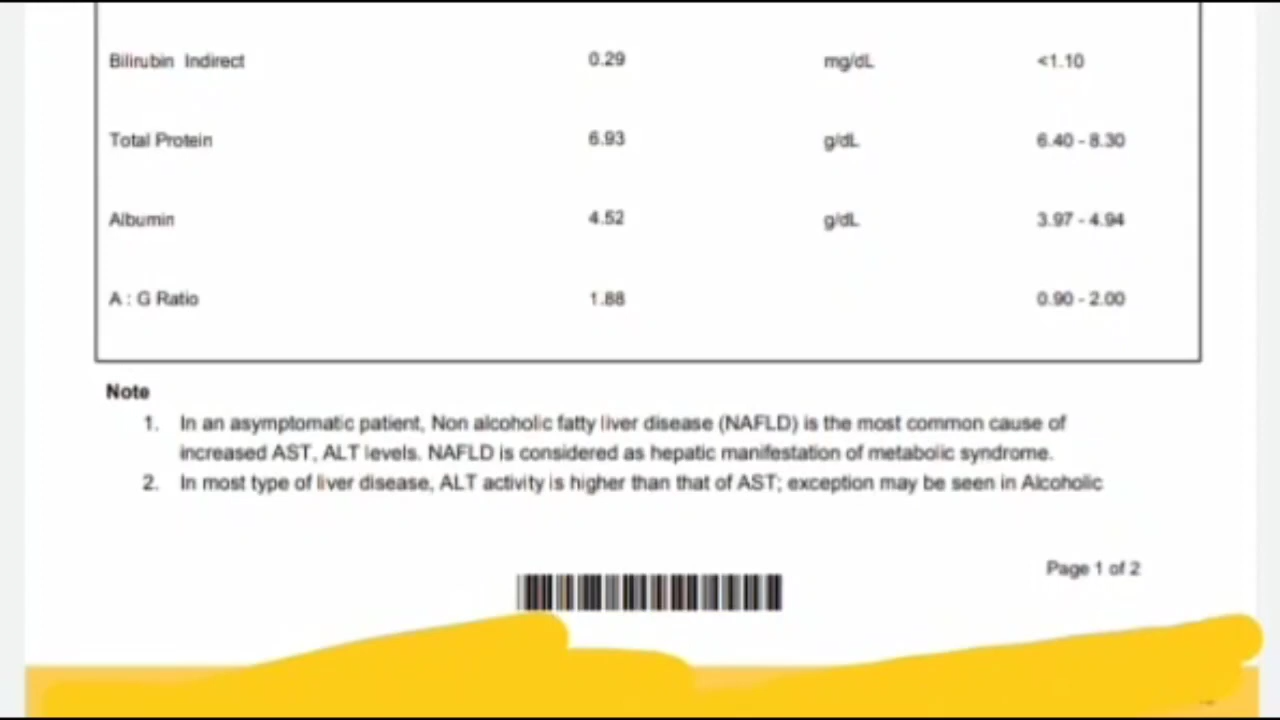 Bilirubin Indirect 0.29 mg/dL <1.10
Total Protein 6.93 g/dL 6.40 - 8.30
Albumin 4.52 g/dL 3.97 - 4.94
A : G Ratio 1.88 0.90 - 2.00
Note
1. In an asymptomatic patient, Non alcoholic fatty liver disease (NAFLD) is the most common cause of
increased AST, ALT levels. NAFLD is considered as hepatic manifestation of metabolic syndrome.
2. In most type of liver disease, ALT activity is higher than that of AST; exception may be seen in Alcoholic
Page 1 of 2